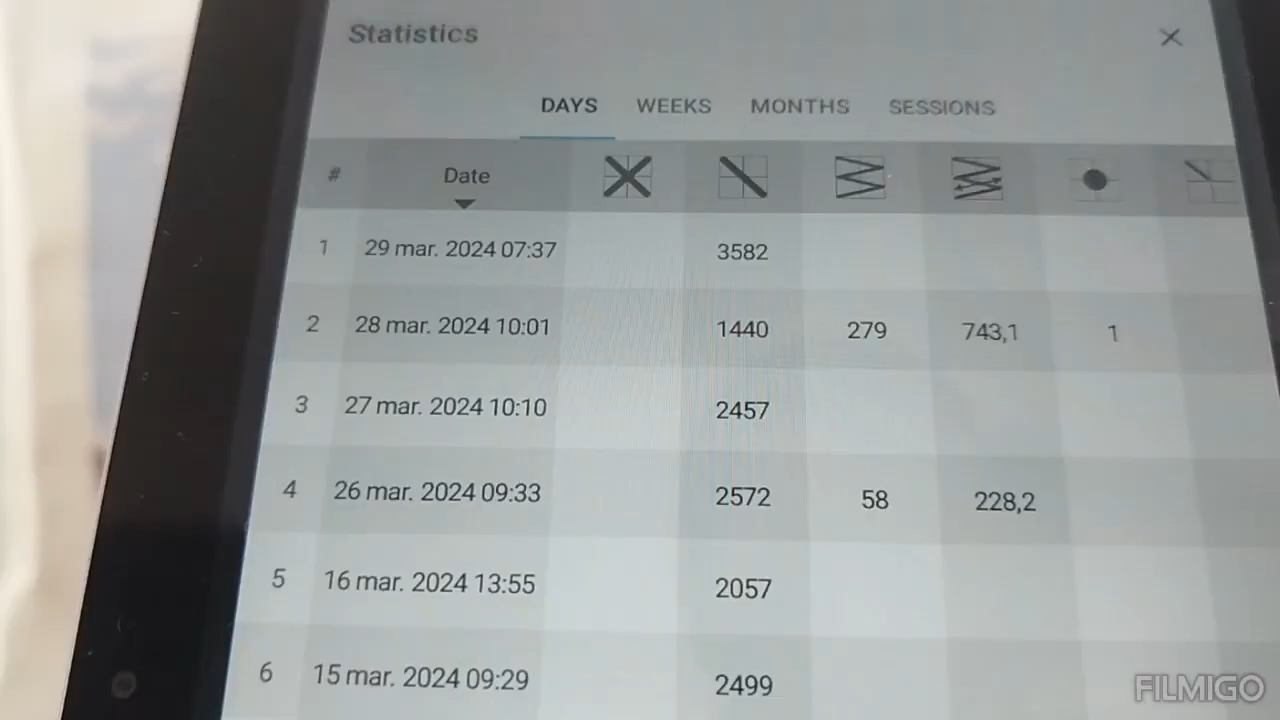 Statistics
DAYS WEEKS MONTHS SESSIONS
# Date
1 29 mar. 2024 07:37 3582
2 28 mar. 2024 10:01 1440 279 743,1 1
3 27 mar. 2024 10:10 2457
4 26 mar. 2024 09:33 2572 58 228,2
5 16 mar. 2024 13:55 2057
6 15 mar. 2024 09:29 2499
FILMIGO